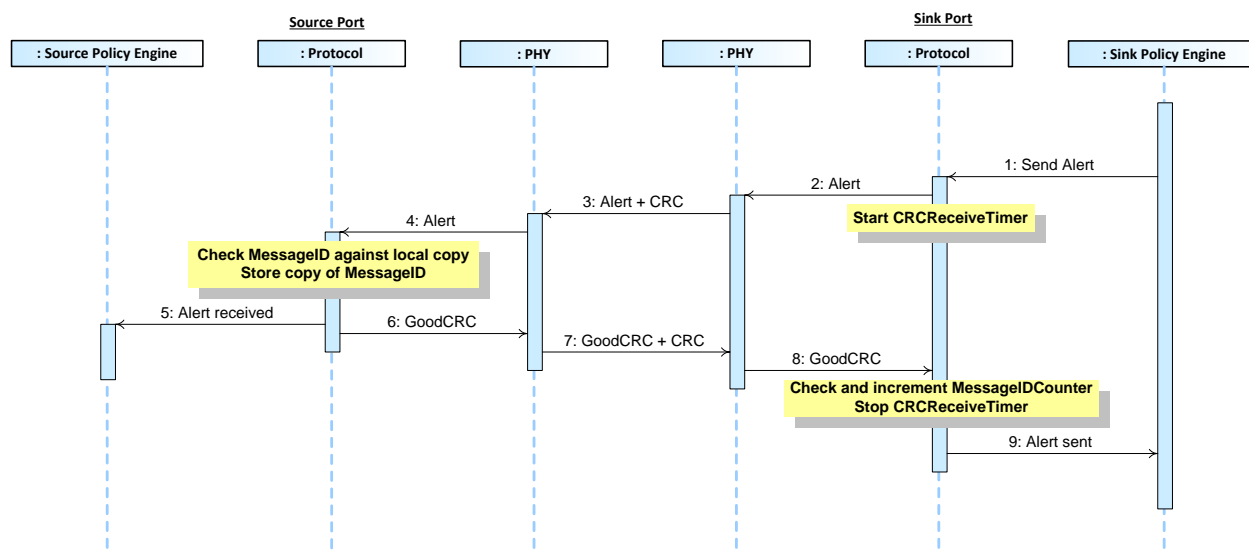 Source Port
Sink Port
: Source Policy Engine
: Protocol
: PHY
: PHY
: Protocol
: Sink Policy Engine
1: Send Alert
2: Alert
3: Alert + CRC
Start CRCReceiveTimer
4: Alert
Check MessageID against local copy
Store copy of MessageID
5: Alert received
6: GoodCRC
7: GoodCRC + CRC
8: GoodCRC
Check and increment MessageIDCounter
Stop CRCReceiveTimer
9: Alert sent